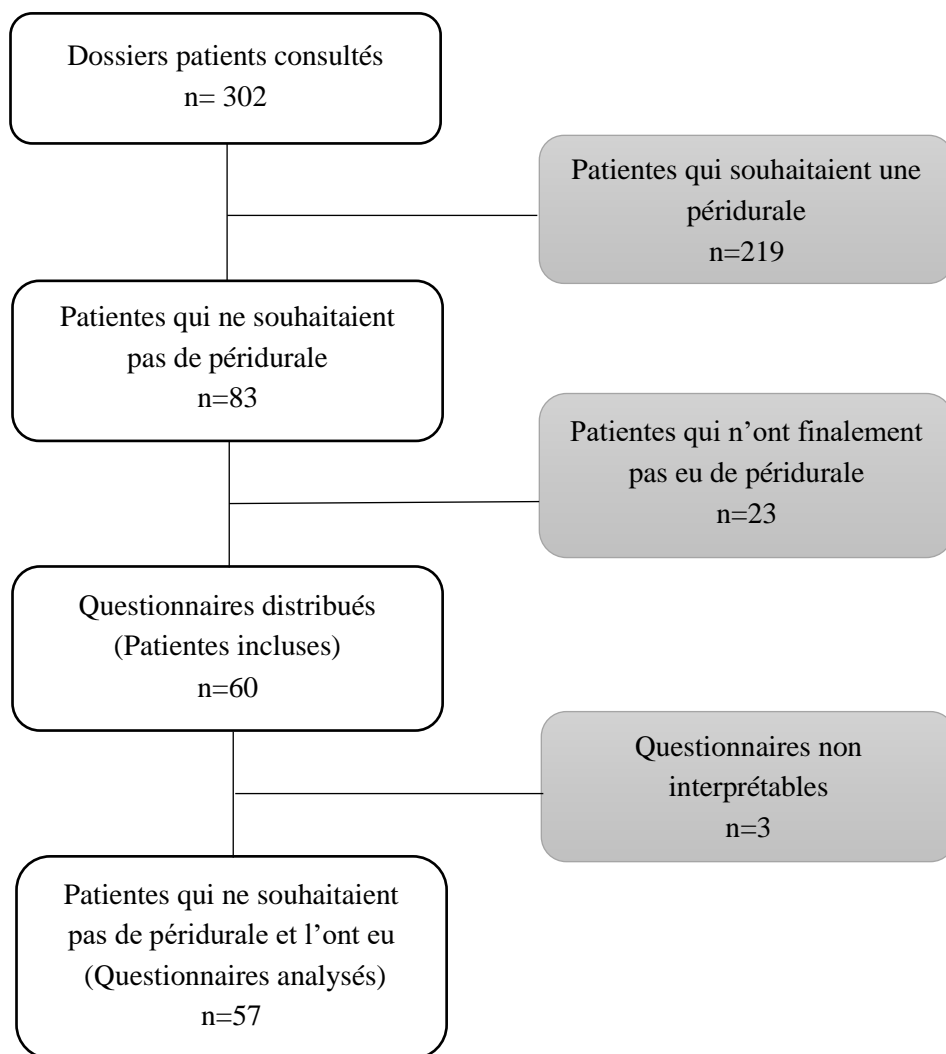 Dossiers patients consultés
n= 302
Patientes qui souhaitaient une
péridurale
n=219
Patientes qui ne souhaitaient
pas de péridurale
n=83
Patientes qui n’ont finalement
pas eu de péridurale
n=23
Questionnaires distribués
(Patientes incluses)
n=60
Questionnaires non
interprétables
n=3
Patientes qui ne souhaitaient
pas de péridurale et l’ont eu
(Questionnaires analysés)
n=57